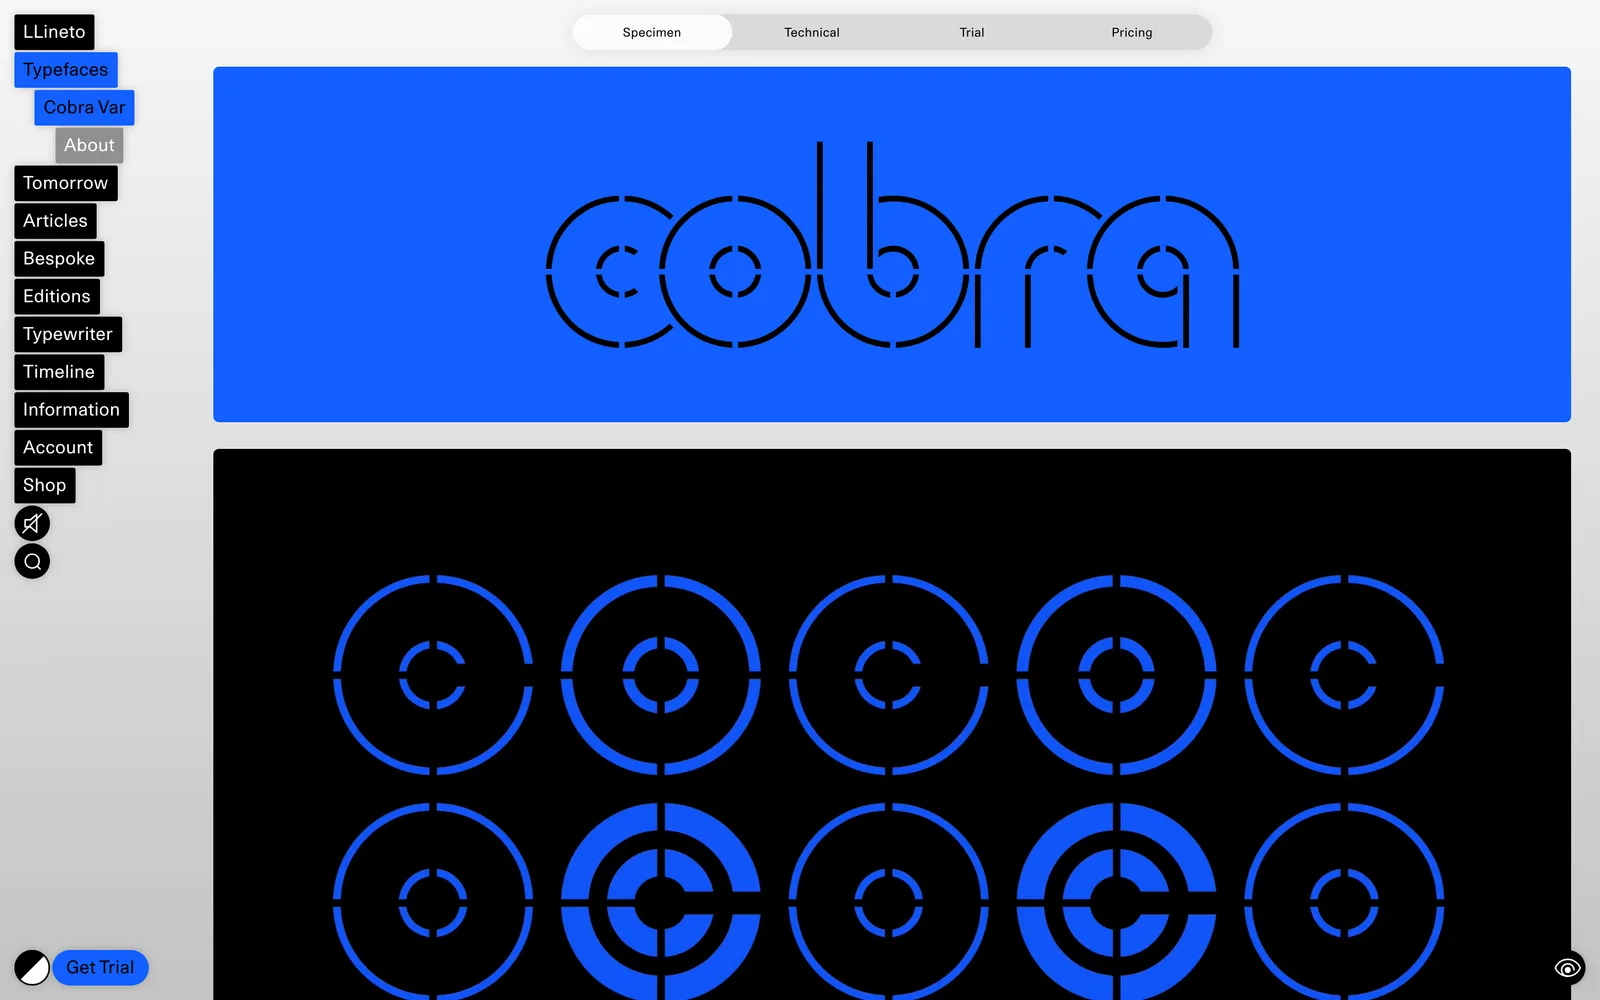 LLineto
Typefaces
Cobra Var
About
Tomorrow
Articles
Bespoke
Editions
Typewriter
Timeline
Information
Account
Shop
Get Trial
Specimen
Technical
Trial
Pricing
cobra
c o c o c
o c o c o